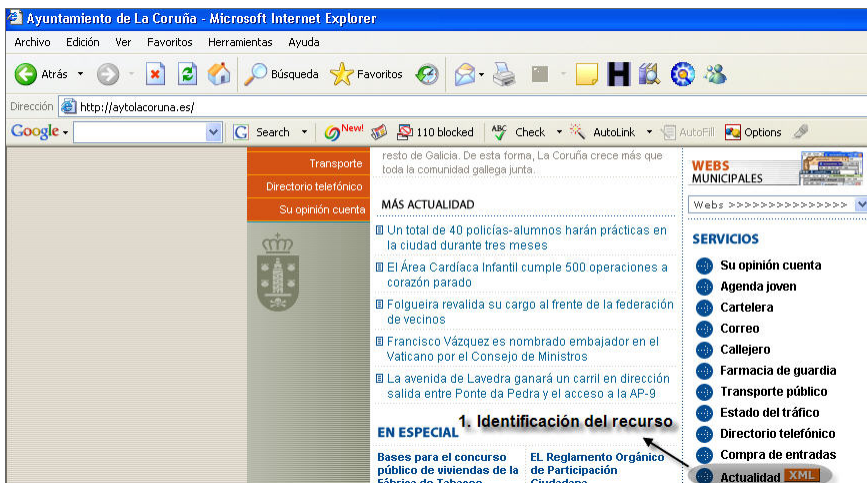 Ayuntamiento de La Coruña - Microsoft Internet Explorer
Archivo Edición Ver Favoritos Herramientas Ayuda
Atrás Búsqueda Favoritos
Dirección http://aytolacoruna.es/
Google Search New! 110 blocked ABC Check AutoLink AutoFill Options
Transporte
Directorio telefónico
Su opinión cuenta
resto de Galicia. De esta forma, La Coruña crece más que
toda la comunidad gallega junta.
MÁS ACTUALIDAD
Un total de 40 policías-alumnos harán prácticas en
la ciudad durante tres meses
El Área Cardíaca Infantil cumple 500 operaciones a
corazón parado
Folgueira revalida su cargo al frente de la federación
de vecinos
Francisco Vázquez es nombrado embajador en el
Vaticano por el Consejo de Ministros
La avenida de Lavedra ganará un carril en dirección
salida entre Ponte da Pedra y el acceso a la AP-9
1. Identificación del recurso
EN ESPECIAL
Bases para el concurso
público de viviendas de la
Fábrica de Tabacos
EL Reglamento Orgánico
de Participación
Ciudadana
WEBS
MUNICIPALES
Webs >>>>>>>>>>>>>>>
SERVICIOS
Su opinión cuenta
Agenda joven
Cartelera
Correo
Callejero
Farmacia de guardia
Transporte público
Estado del tráfico
Directorio telefónico
Compra de entradas
Actualidad XML